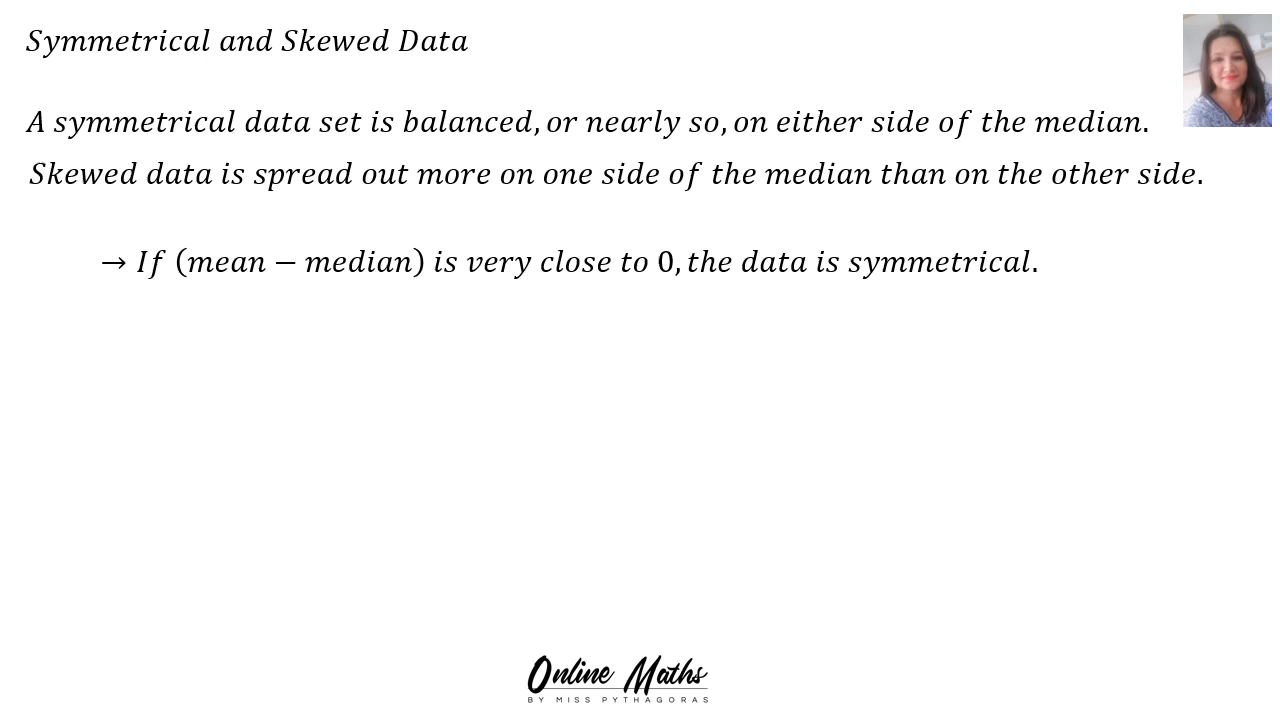 Symmetrical and Skewed Data
A symmetrical data set is balanced, or nearly so, on either side of the median.
Skewed data is spread out more on one side of the median than on the other side.
→ If (mean − median) is very close to 0, the data is symmetrical.
Online Maths
BY MISS PYTHAGORAS